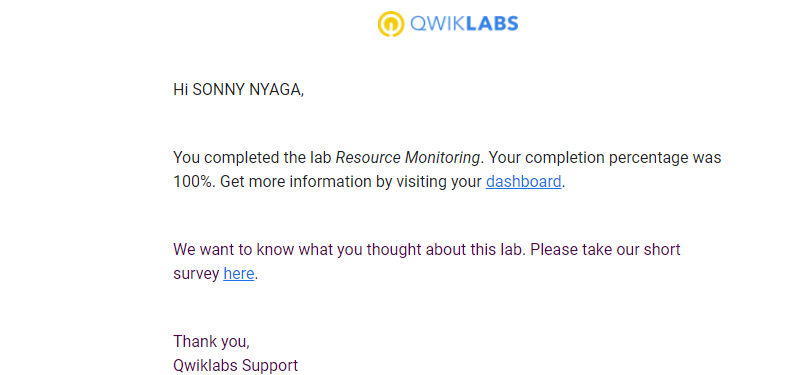 QWIKLABS
Hi SONNY NYAGA,
You completed the lab Resource Monitoring. Your completion percentage was
100%. Get more information by visiting your dashboard.
We want to know what you thought about this lab. Please take our short
survey here.
Thank you,
Qwiklabs Support